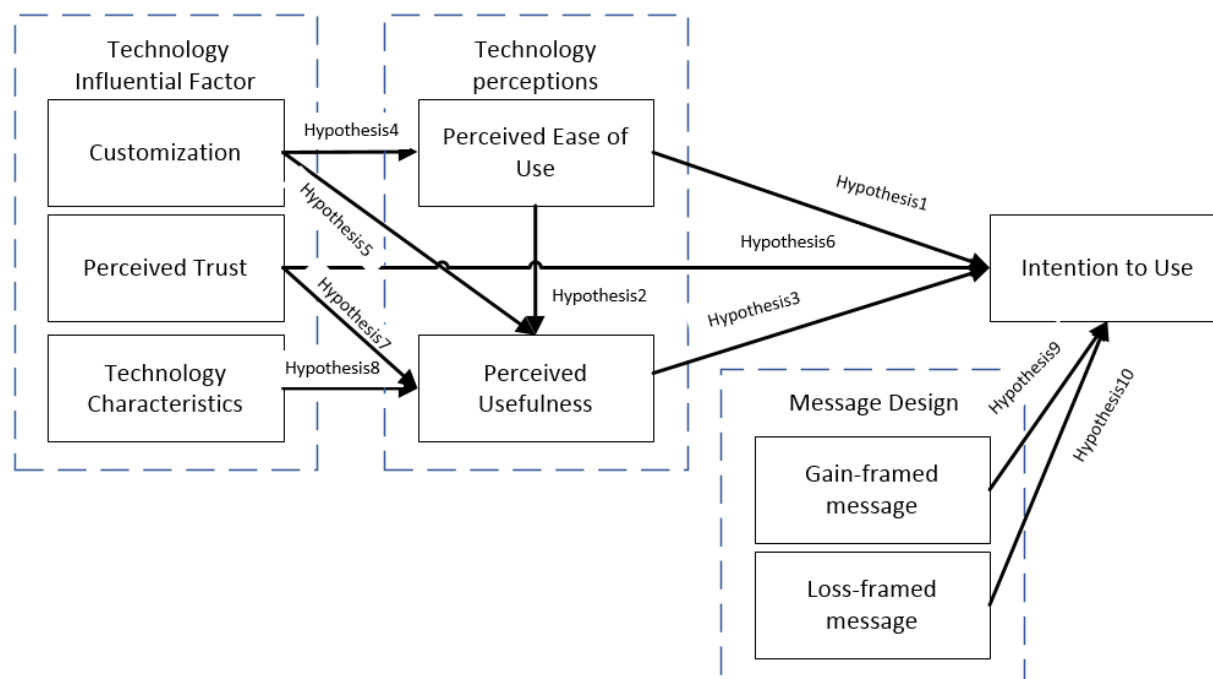 Technology
Influential Factor
Customization
Perceived Trust
Technology
Characteristics
Hypothesis4
Hypothesis5
Hypothesis7
Hypothesis8
Technology
perceptions
Perceived Ease of
Use
Hypothesis2
Perceived
Usefulness
Hypothesis1
Hypothesis6
Hypothesis3
Intention to Use
Hypothesis9
Hypothesis10
Message Design
Gain-framed
message
Loss-framed
message